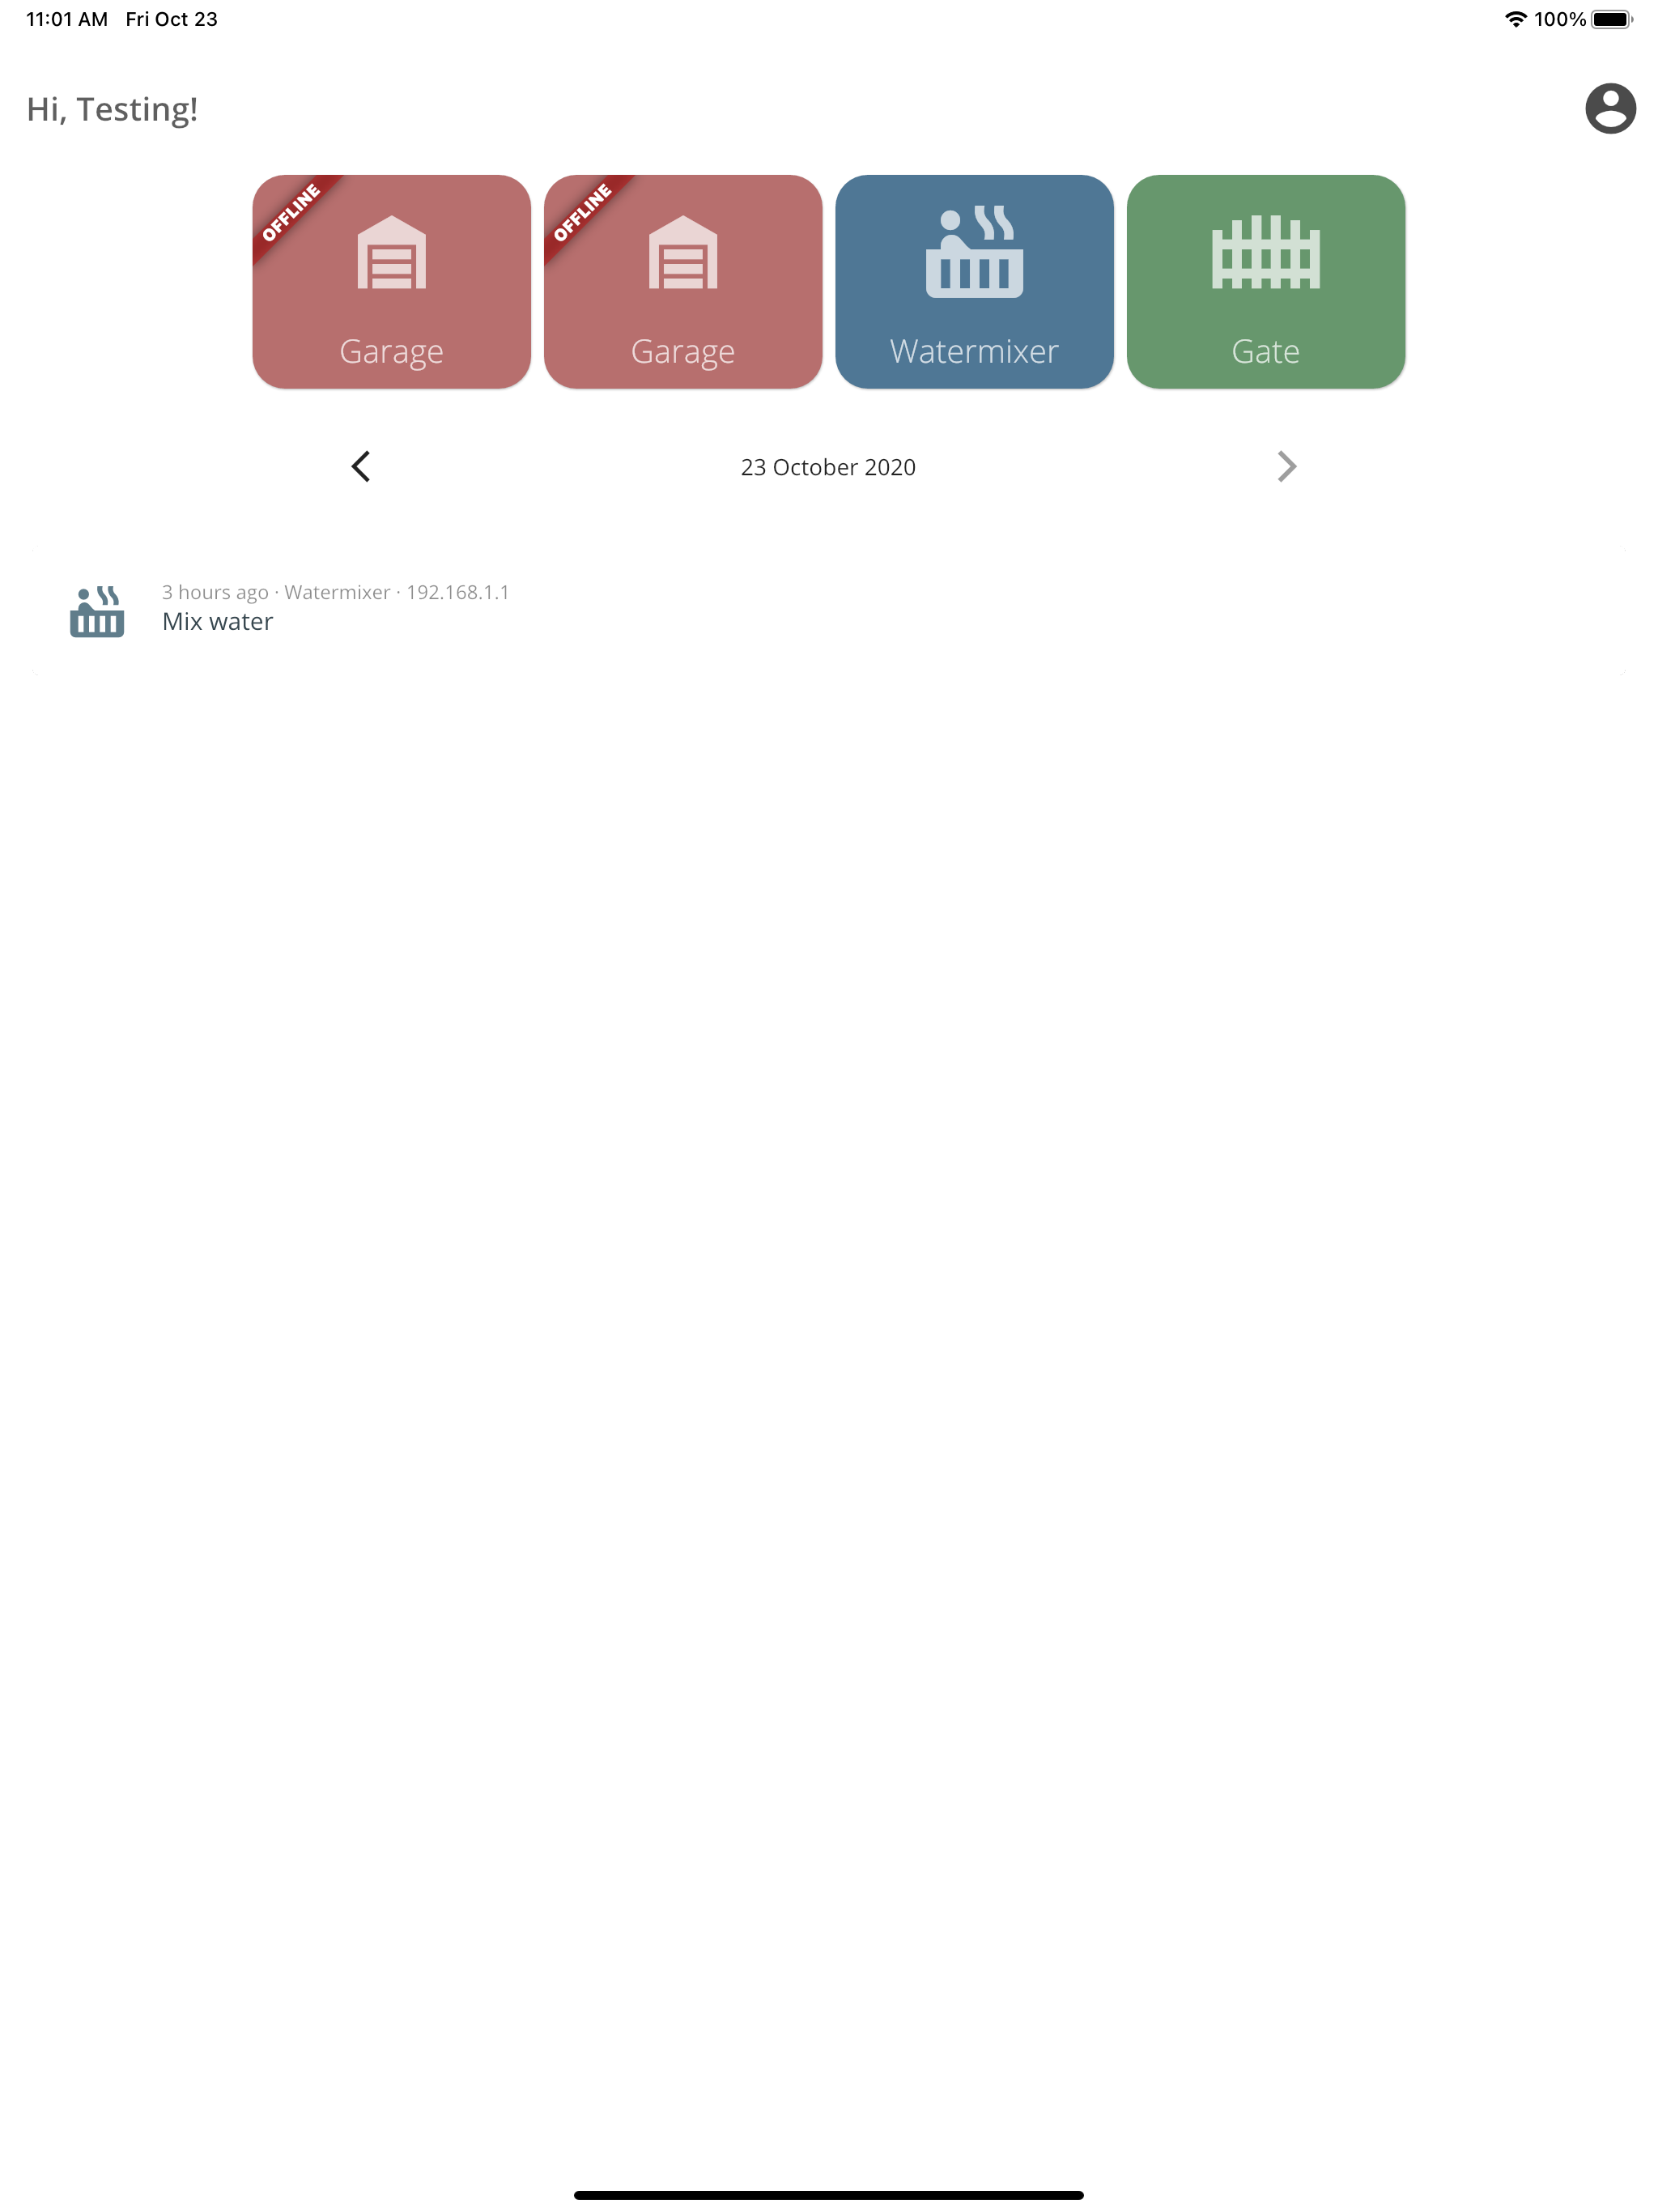 11:01 AM Fri Oct 23
100%
Hi, Testing!
OFFLINE
Garage
OFFLINE
Garage
Watermixer
Gate
23 October 2020
3 hours ago · Watermixer · 192.168.1.1
Mix water